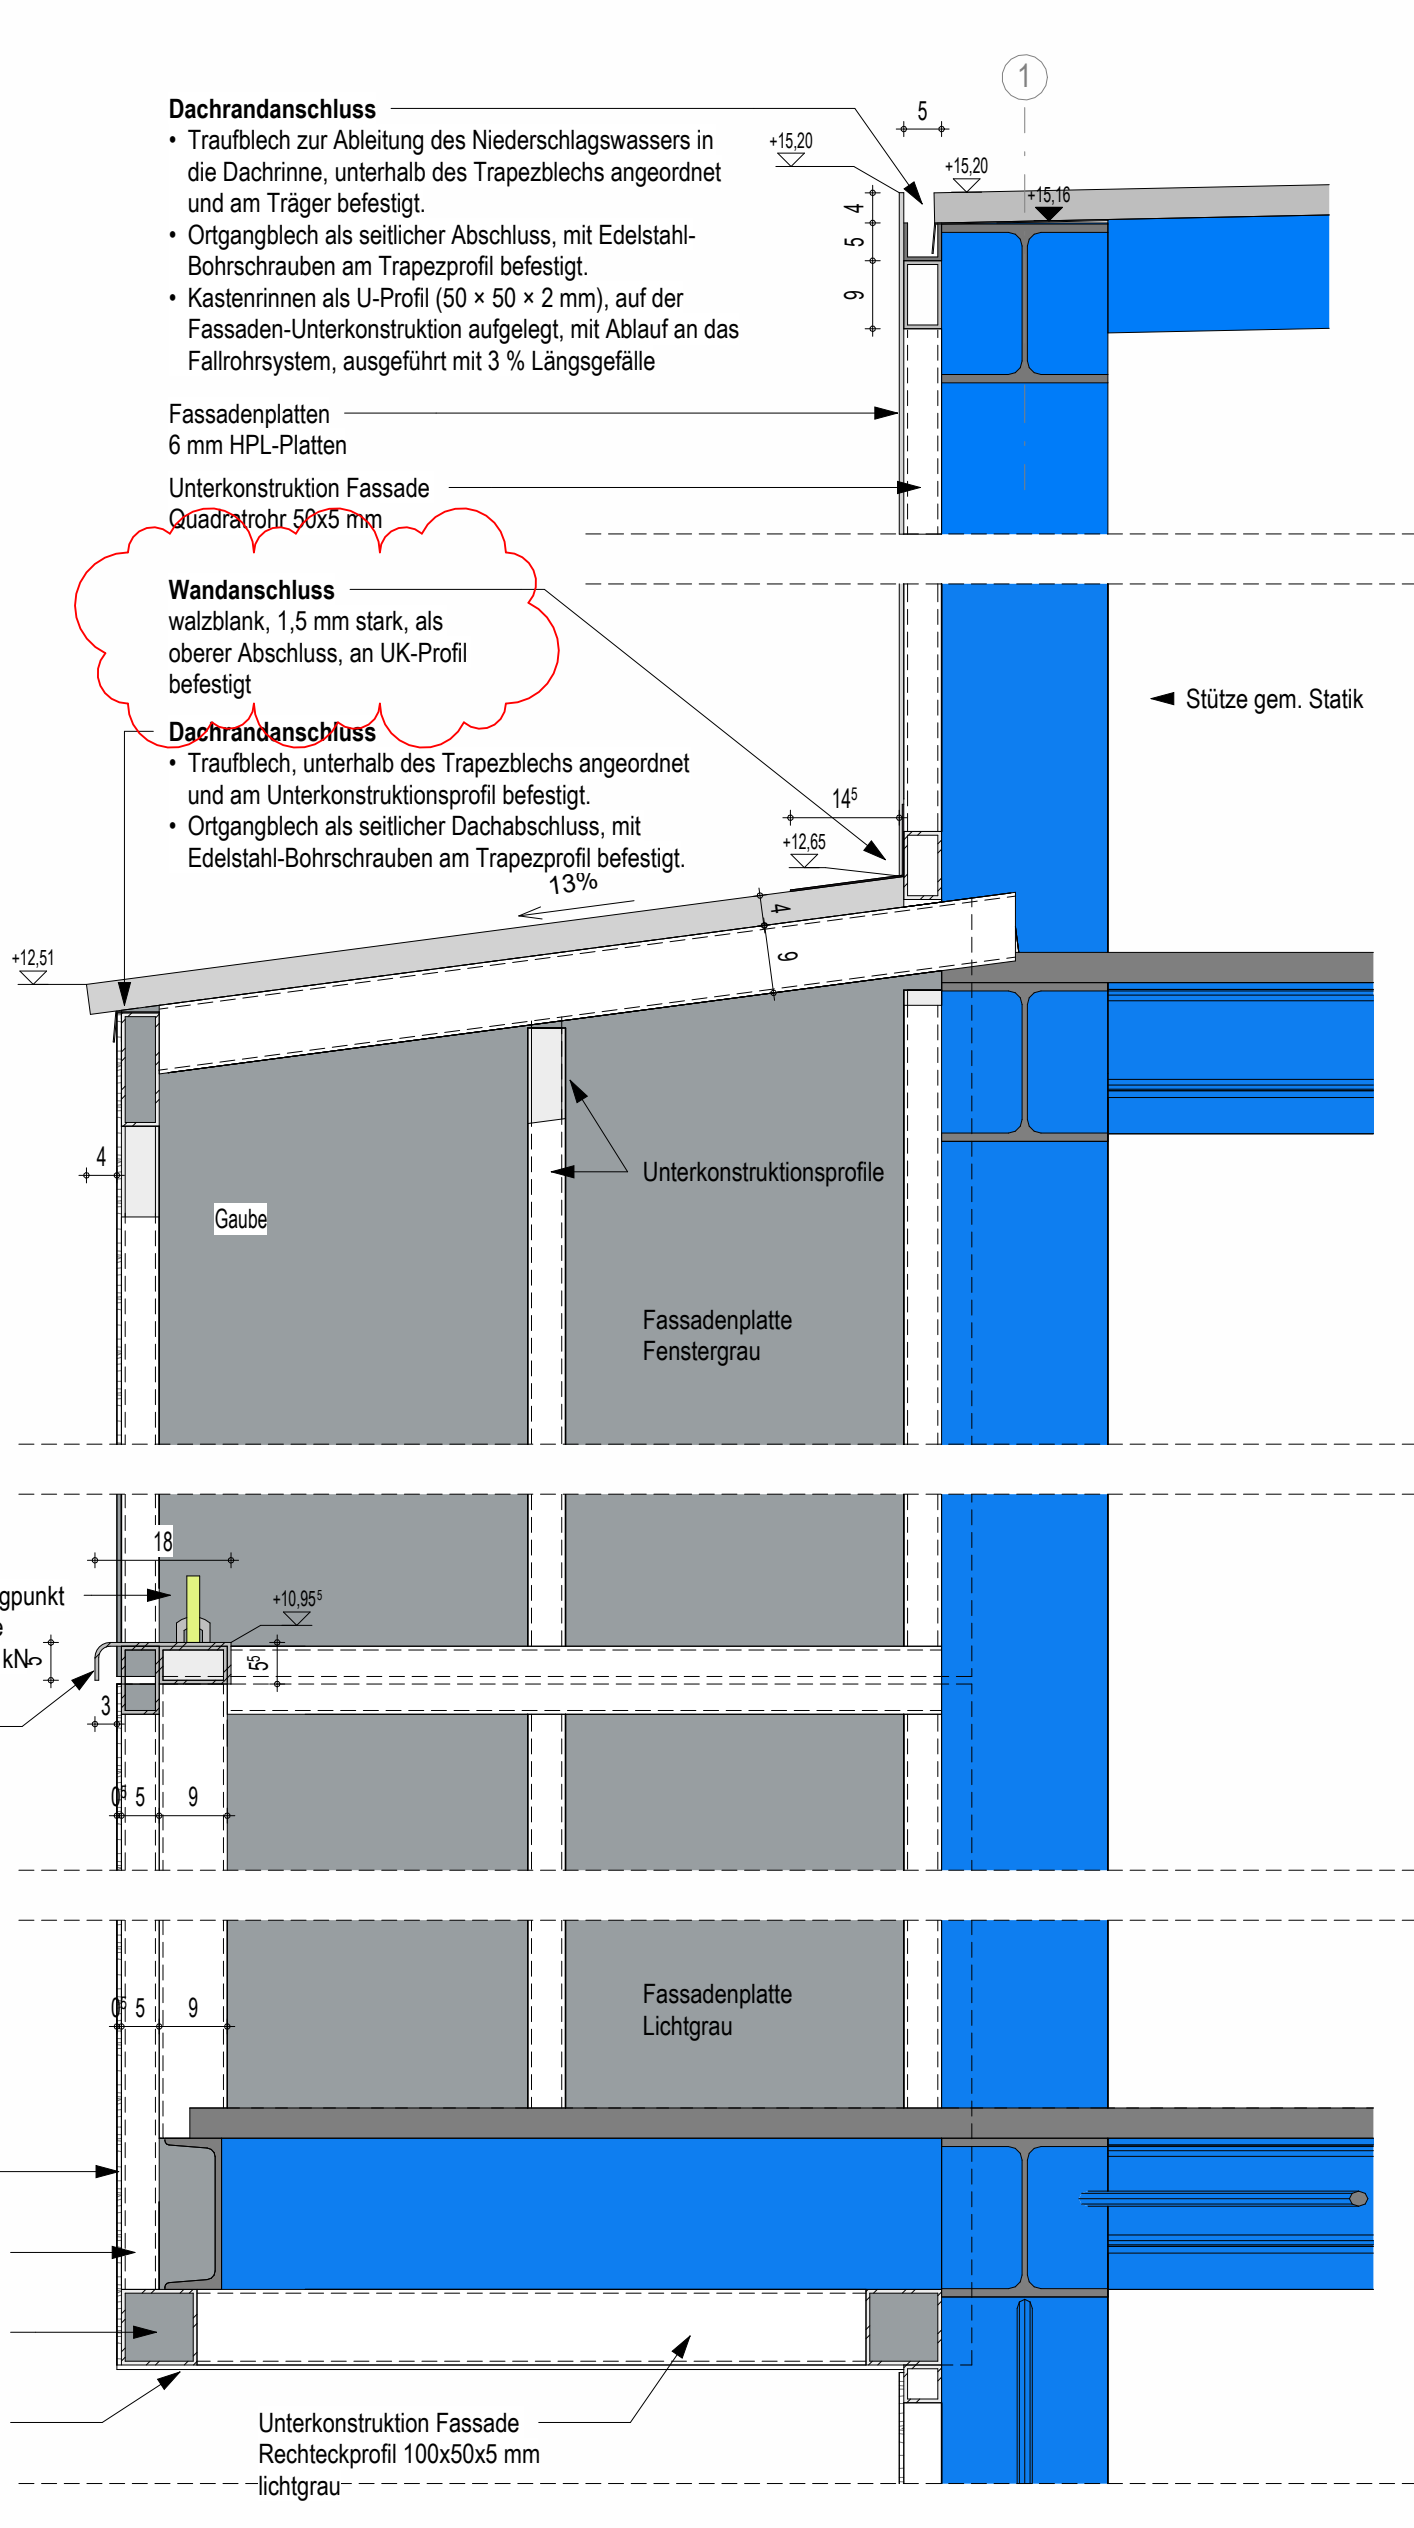 1
Dachrandanschluss
• Traufblech zur Ableitung des Niederschlagswassers in
die Dachrinne, unterhalb des Trapezblechs angeordnet
und am Träger befestigt.
• Ortgangblech als seitlicher Abschluss, mit Edelstahl-
Bohrschrauben am Trapezprofil befestigt.
• Kastenrinnen als U-Profil (50 × 50 × 2 mm), auf der
Fassaden-Unterkonstruktion aufgelegt, mit Ablauf an das
Fallrohrsystem, ausgeführt mit 3 % Längsgefälle
5
+15,20
+15,20
+15,16
4
5
9
Fassadenplatten
6 mm HPL-Platten
Unterkonstruktion Fassade
Quadratrohr 50x5 mm
Wandanschluss
walzblank, 1,5 mm stark, als
oberer Abschluss, an UK-Profil
befestigt
Stütze gem. Statik
Dachrandanschluss
• Traufblech, unterhalb des Trapezblechs angeordnet
und am Unterkonstruktionsprofil befestigt.
• Ortgangblech als seitlicher Dachabschluss, mit
Edelstahl-Bohrschrauben am Trapezprofil befestigt.
14⁵
+12,65
13%
4
9
+12,51
4
Unterkonstruktionsprofile
Gaube
Fassadenplatte
Fenstergrau
18
gpunkt
e
kN
+10,95⁵
5
5⁵
3
0⁵ 5 9
0⁵ 5 9
Fassadenplatte
Lichtgrau
Unterkonstruktion Fassade
Rechteckprofil 100x50x5 mm
lichtgrau